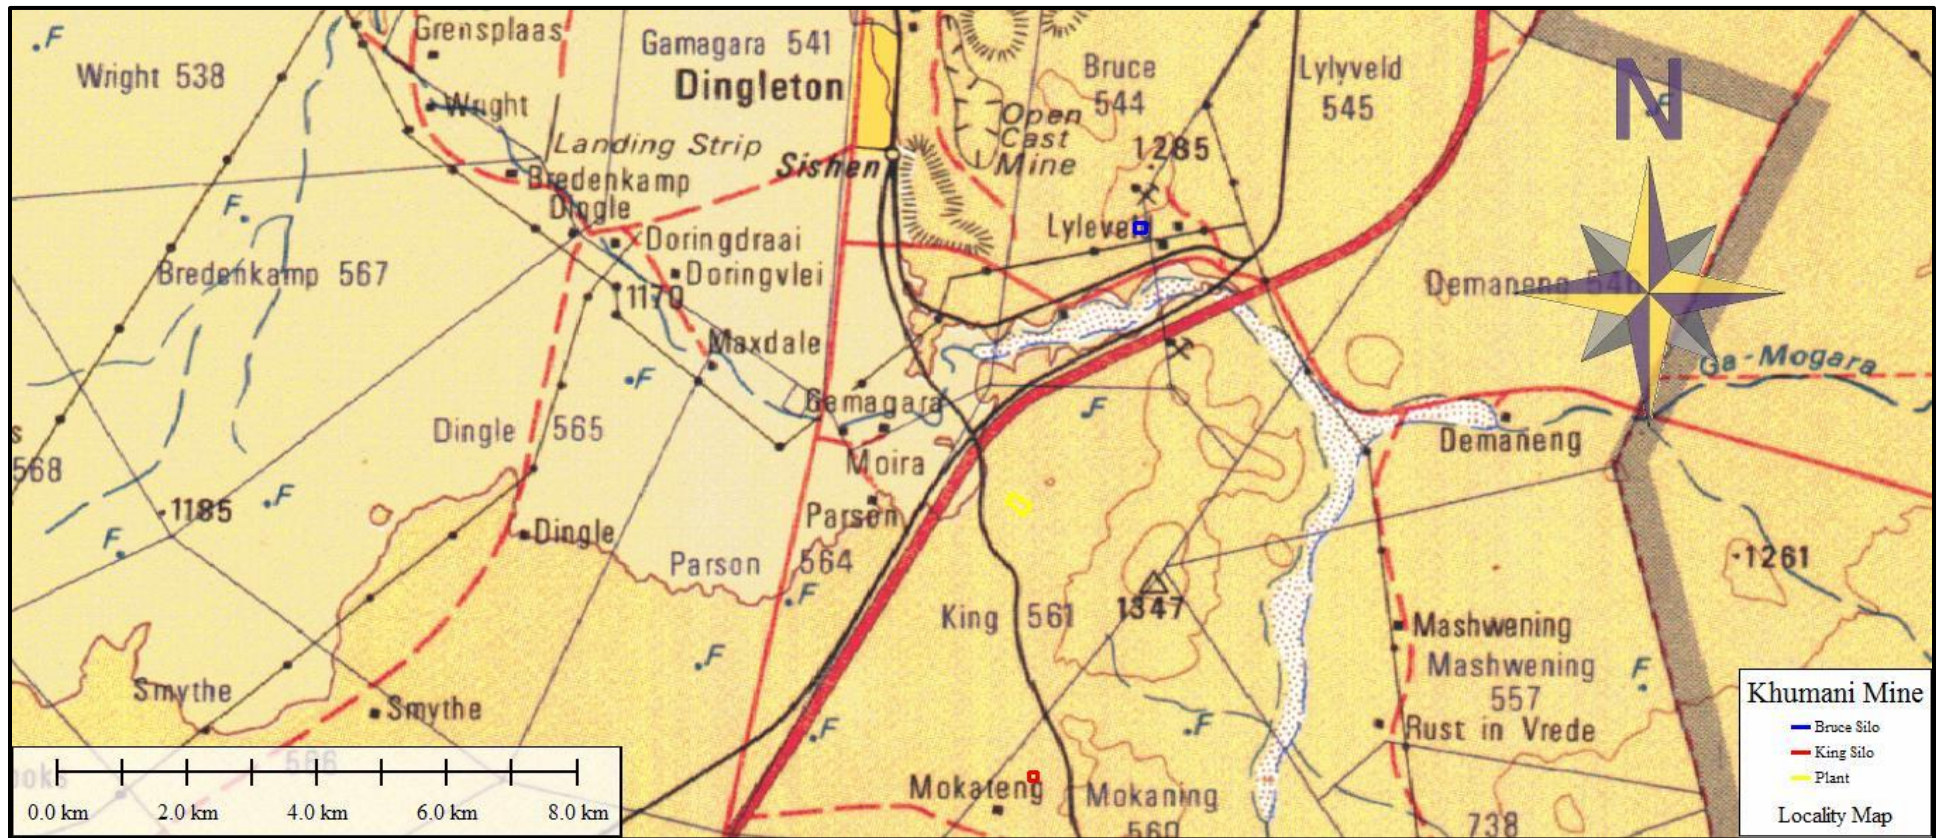 F
Grensplaas
Gamagara 541
Wright 538
Dingleton
Bruce
544
Lylyveld
545
N
F
Wright
Open
Cast
Mine
Landing Strip
Sishen
1285
Bredenkamp
Dingle
F
Lyleveld
Doringdraai
Bredenkamp 567
Doringvlei
Demaneng 546
1170
Maxdale
Ga-Mogara
F
Gamagara
F
Dingle 565
s
568
Moira
Demaneng
F
1185
Parson
F
Dingle
Parson 564
1261
F
King 561
1347
Mashwening
F
Mashwening
557
F
Smythe
Smythe
F
F
Rust in Vrede
566
ooks
Mokateng
Mokaning
560
738
0.0 km 2.0 km 4.0 km 6.0 km 8.0 km
Khumani Mine
Bruce Silo
King Silo
Plant
Locality Map